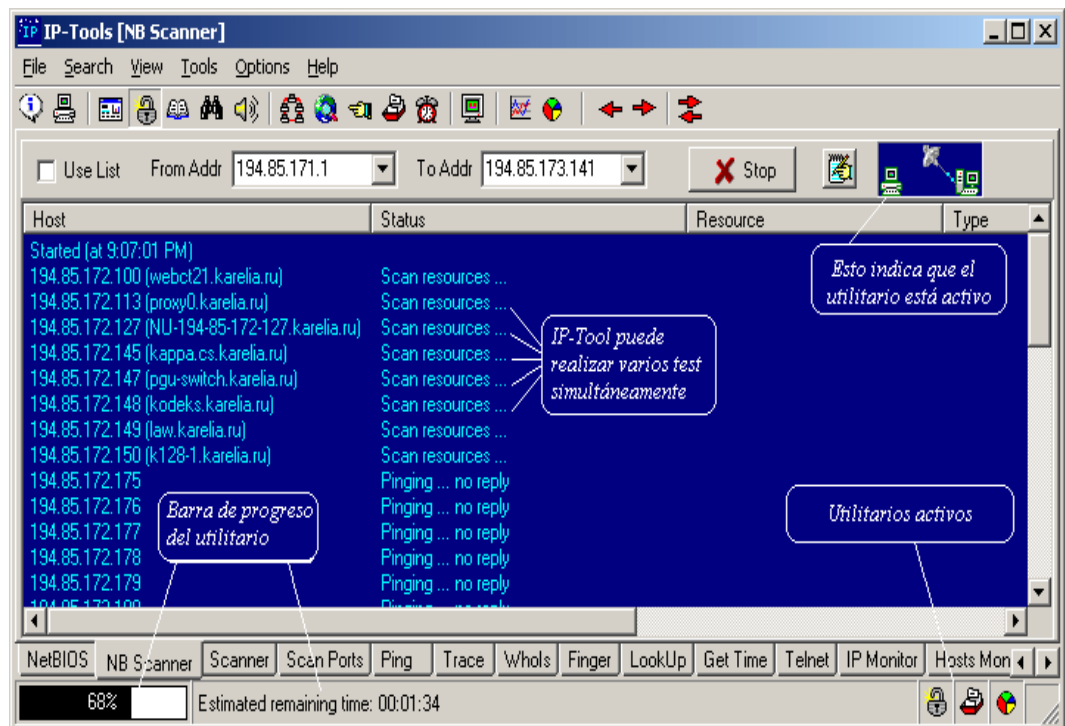 IP-Tools [NB Scanner]
File Search View Tools Options Help
Use List From Addr 194.85.171.1 To Addr 194.85.173.141 Stop
Host Status Resource Type
Started (at 9:07:01 PM)
194.85.172.100 (webct21.karelia.ru) Scan resources ...
194.85.172.113 (proxy0.karelia.ru) Scan resources ...
194.85.172.127 (NU-194-85-172-127.karelia.ru) Scan resources ...
194.85.172.145 (kappa.cs.karelia.ru) Scan resources ...
194.85.172.147 (pgu-switch.karelia.ru) Scan resources ...
194.85.172.148 (kodeks.karelia.ru) Scan resources ...
194.85.172.149 (law.karelia.ru) Scan resources ...
194.85.172.150 (k128-1.karelia.ru) Scan resources ...
194.85.172.175 Pinging ... no reply
194.85.172.176 Pinging ... no reply
194.85.172.177 Pinging ... no reply
194.85.172.178 Pinging ... no reply
194.85.172.179 Pinging ... no reply
Esto indica que el
utilitario está activo
IP-Tool puede
realizar varios test
simultáneamente
Barra de progreso
del utilitario
Utilitarios activos
NetBIOS NB Scanner Scanner Scan Ports Ping Trace WhoIs Finger LookUp Get Time Telnet IP Monitor Hosts Mon
68% Estimated remaining time: 00:01:34